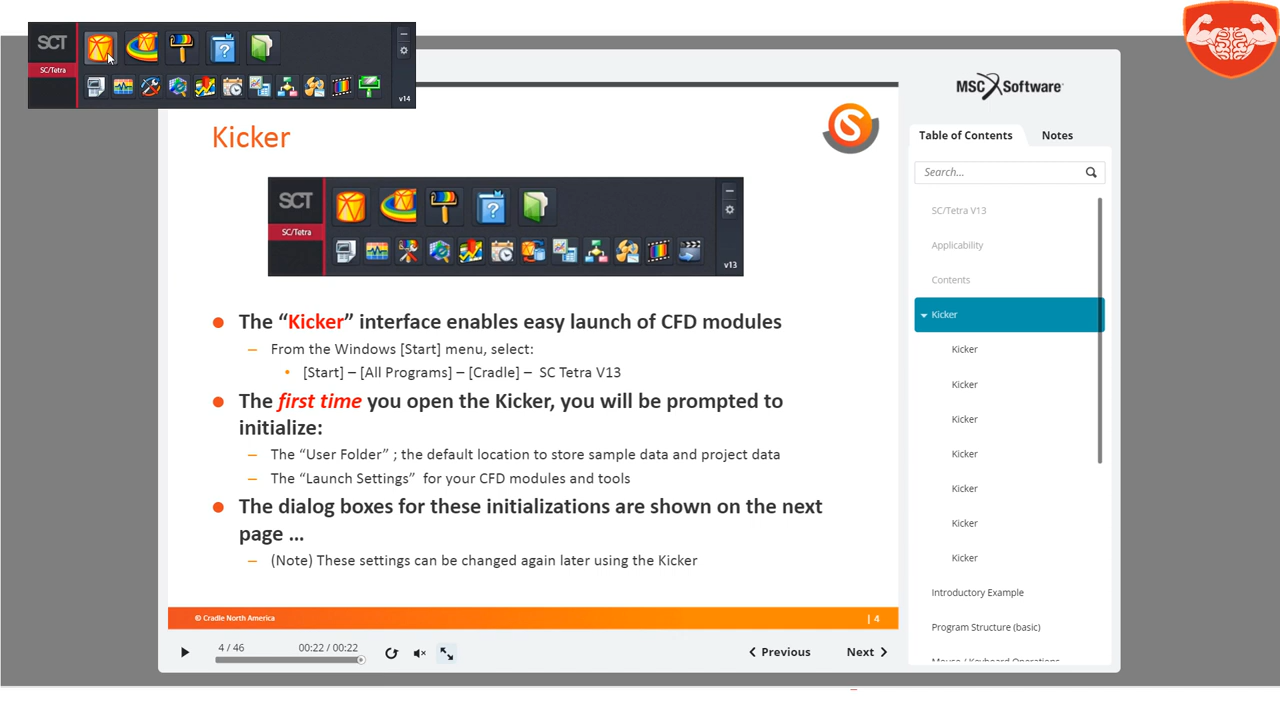 SCT
SC/Tetra
v14
MSC Software
Kicker
SCT
SC/Tetra
v13
The “Kicker” interface enables easy launch of CFD modules
– From the Windows [Start] menu, select:
• [Start] – [All Programs] – [Cradle] – SC Tetra V13
The first time you open the Kicker, you will be prompted to
initialize:
– The “User Folder” ; the default location to store sample data and project data
– The “Launch Settings” for your CFD modules and tools
The dialog boxes for these initializations are shown on the next
page ...
– (Note) These settings can be changed again later using the Kicker
© Cradle North America
| 4
4 / 46
00:22 / 00:22
Previous
Next
Table of Contents
Notes
Search...
SC/Tetra V13
Applicability
Contents
Kicker
Kicker
Kicker
Kicker
Kicker
Kicker
Kicker
Kicker
Introductory Example
Program Structure (basic)
Mouse / Keyboard Operations